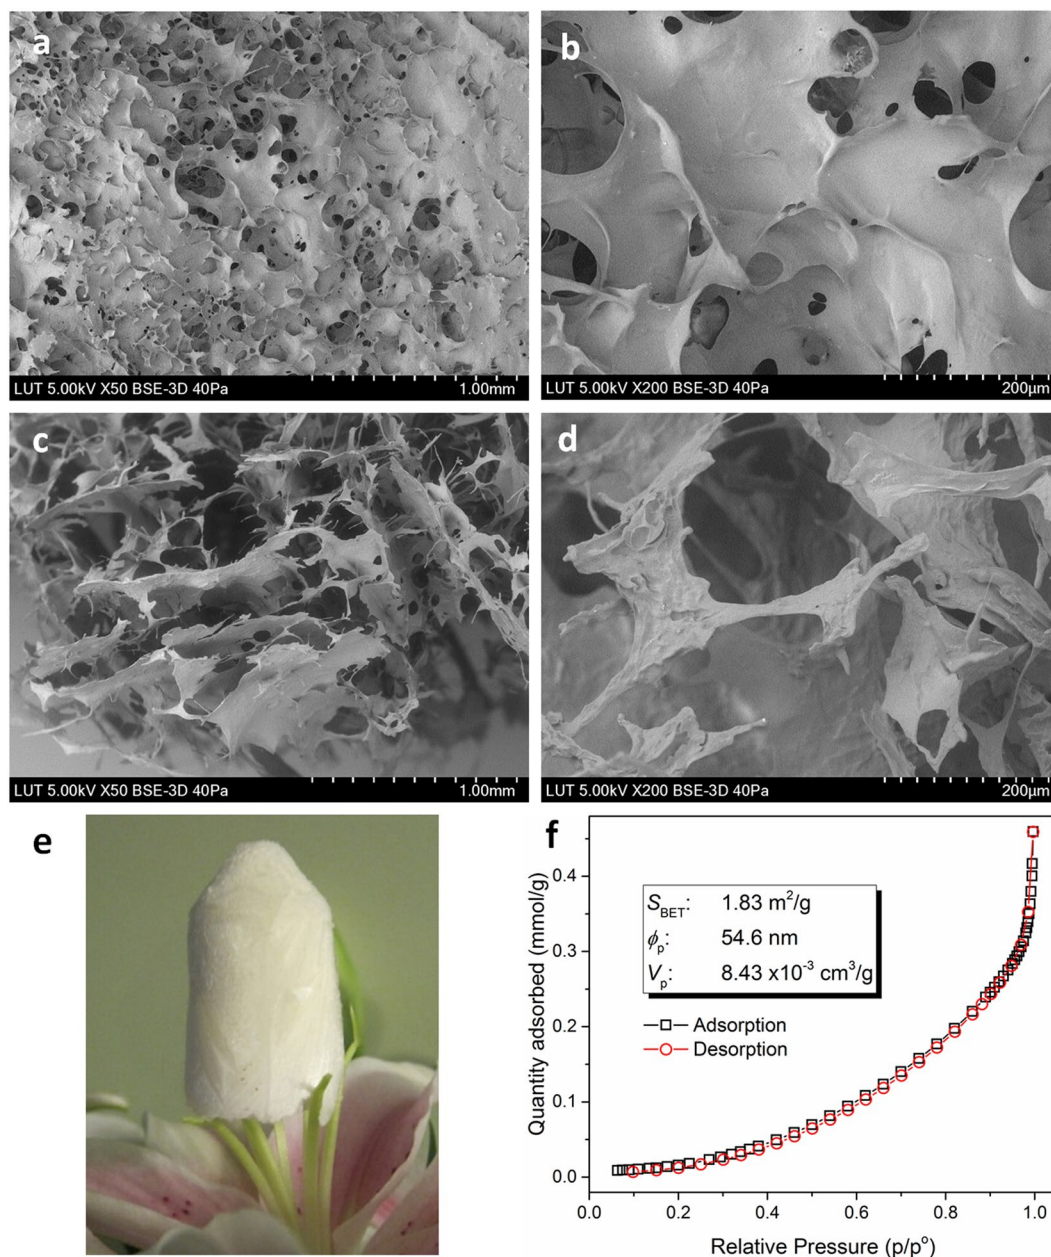 a
b
LUT 5.00kV X50 BSE-3D 40Pa 1.00mm
LUT 5.00kV X200 BSE-3D 40Pa 200µm
c
d
LUT 5.00kV X50 BSE-3D 40Pa 1.00mm
LUT 5.00kV X200 BSE-3D 40Pa 200µm
e
f
Quantity adsorbed (mmol/g)
0.4
0.3
0.2
0.1
0.0
S_BET: 1.83 m²/g
ϕ_p: 54.6 nm
V_p: 8.43 x10⁻³ cm³/g
Adsorption
Desorption
0.0 0.2 0.4 0.6 0.8 1.0
Relative Pressure (p/p°)